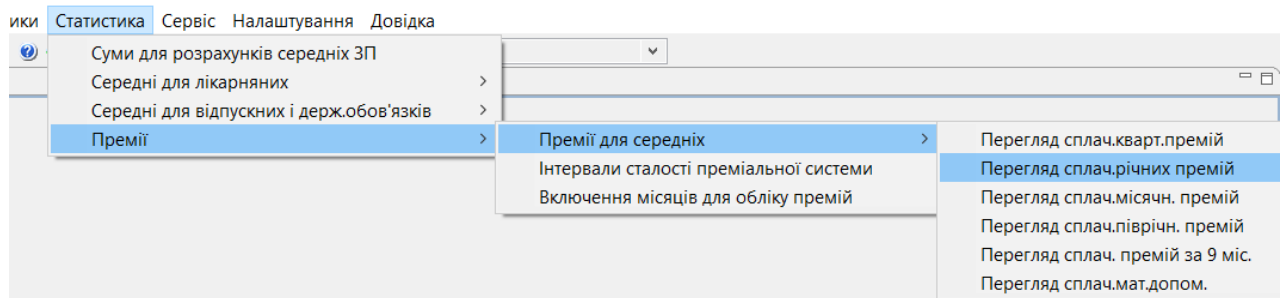 ики Статистика Сервіс Налаштування Довідка
Суми для розрахунків середніх ЗП
Середні для лікарняних
Середні для відпускних і держ.обов'язків
Премії
Премії для середніх
Інтервали сталості преміальної системи
Включення місяців для обліку премій
Перегляд сплач.кварт.премій
Перегляд сплач.річних премій
Перегляд сплач.місячн. премій
Перегляд сплач.піврічн. премій
Перегляд сплач. премій за 9 міс.
Перегляд сплач.мат.допом.